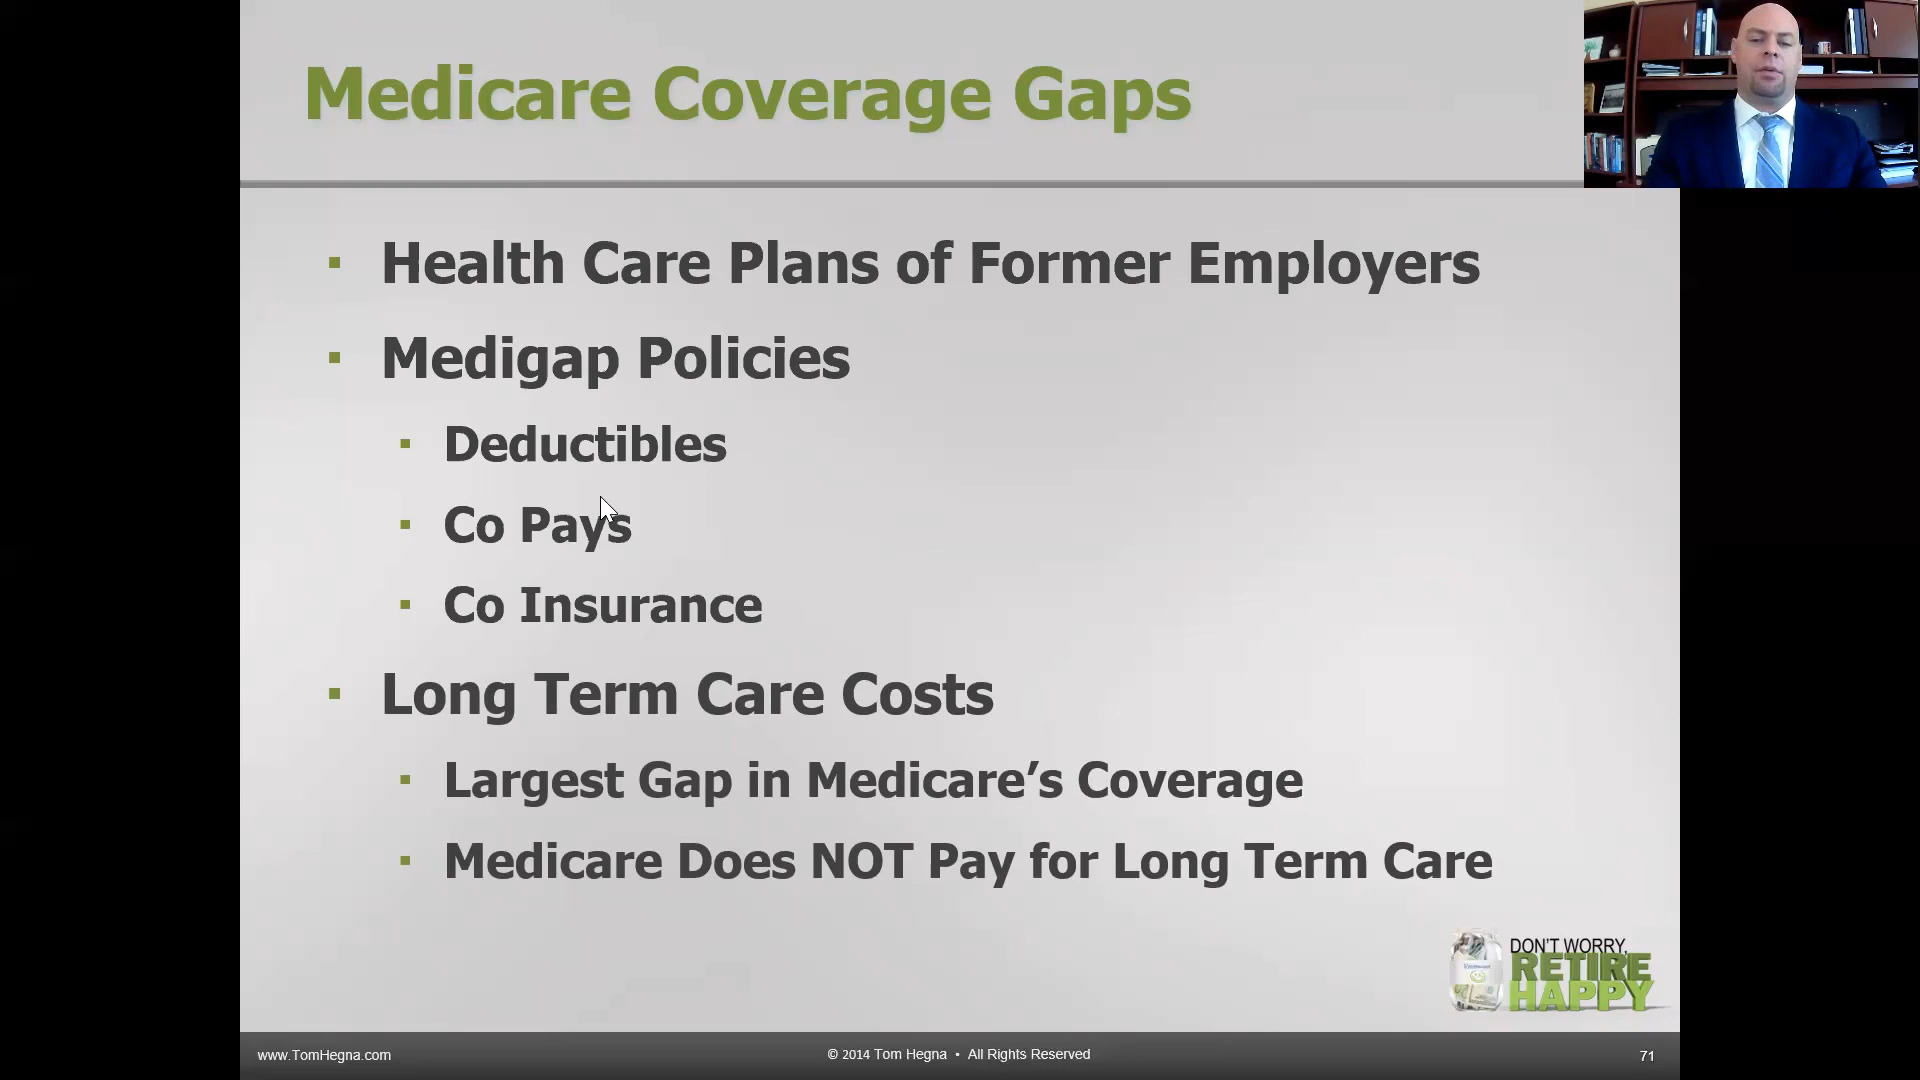 Medicare Coverage Gaps
Health Care Plans of Former Employers
Medigap Policies
Deductibles
Co Pays
Co Insurance
Long Term Care Costs
Largest Gap in Medicare’s Coverage
Medicare Does NOT Pay for Long Term Care
DON'T WORRY,
RETIRE
HAPPY
www.TomHegna.com
© 2014 Tom Hegna • All Rights Reserved
71